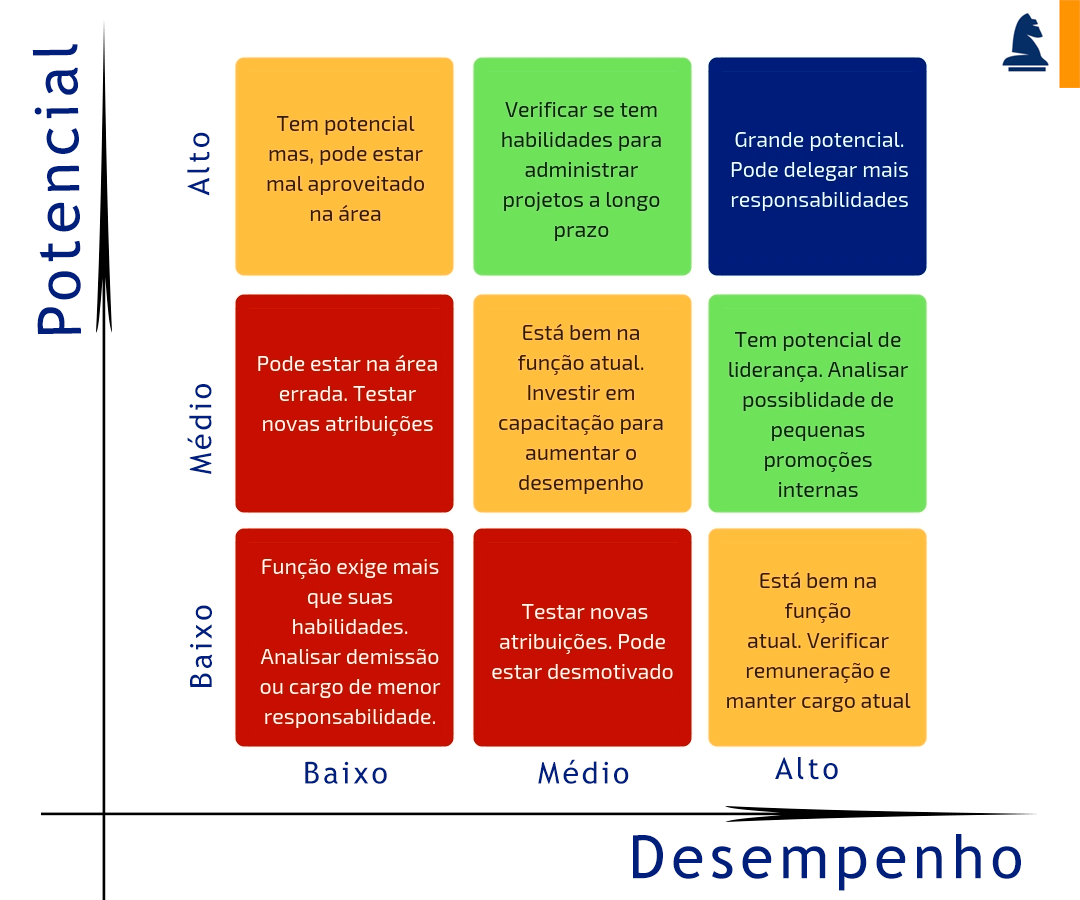 Potencial
Alto
Tem potencial
mas, pode estar
mal aproveitado
na área
Verificar se tem
habilidades para
administrar
projetos a longo
prazo
Grande potencial.
Pode delegar mais
responsabilidades
Médio
Pode estar na área
errada. Testar
novas atribuições
Está bem na
função atual.
Investir em
capacitação para
aumentar o
desempenho
Tem potencial de
liderança. Analisar
possiblidade de
pequenas
promoções
internas
Baixo
Função exige mais
que suas
habilidades.
Analisar demissão
ou cargo de menor
responsabilidade.
Testar novas
atribuições. Pode
estar desmotivado
Está bem na
função
atual. Verificar
remuneração e
manter cargo atual
Baixo
Médio
Alto
Desempenho